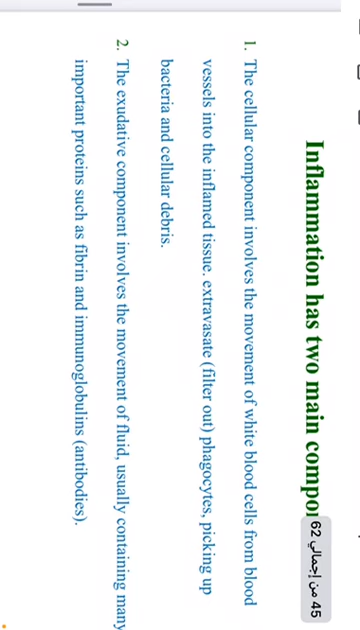 Inflammation has two main compo
45 من إجمالي 62
1. The cellular component involves the movement of white blood cells from blood
vessels into the inflamed tissue. extravasate (filter out) phagocytes, picking up
bacteria and cellular debris.
2. The exudative component involves the movement of fluid, usually containing many
important proteins such as fibrin and immunoglobulins (antibodies).